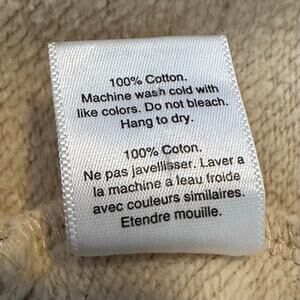 100% Cotton.
Machine wash cold with
like colors. Do not bleach.
Hang to dry.
100% Coton.
Ne pas javellisser. Laver a
la machine a leau froide
avec couleurs similaires.
Etendre mouille.